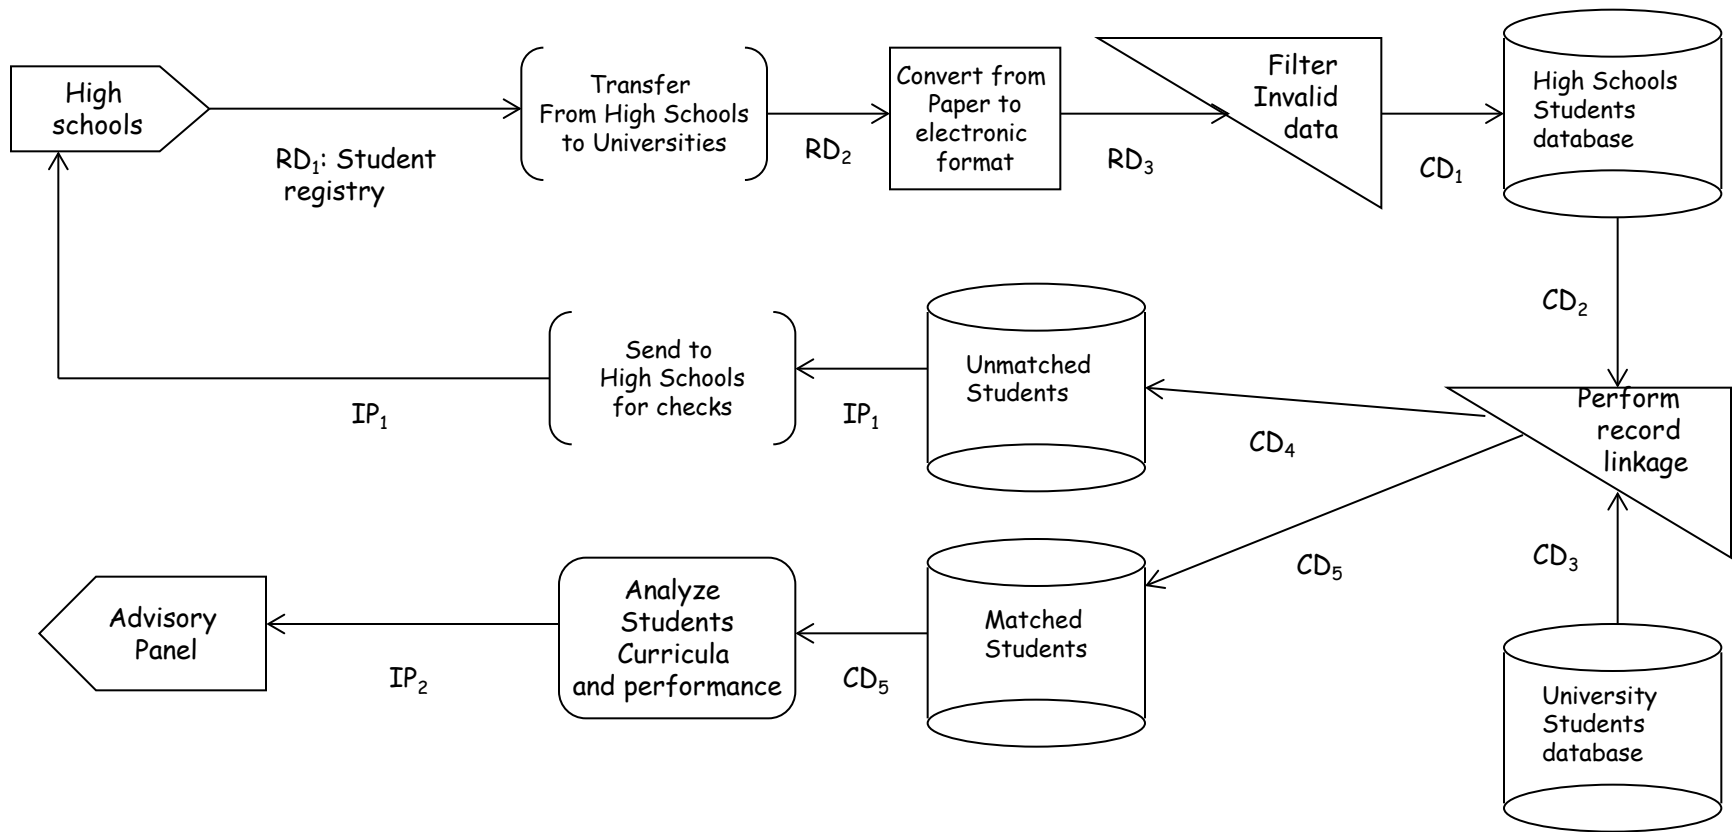 High
schools
RD₁: Student
registry
Transfer
From High Schools
to Universities
RD₂
Convert from
Paper to
electronic
format
RD₃
Filter
Invalid
data
CD₁
High Schools
Students
database
CD₂
Perform
record
linkage
CD₃
University
Students
database
CD₄
Unmatched
Students
IP₁
Send to
High Schools
for checks
IP₁
CD₅
Matched
Students
CD₅
Analyze
Students
Curricula
and performance
IP₂
Advisory
Panel